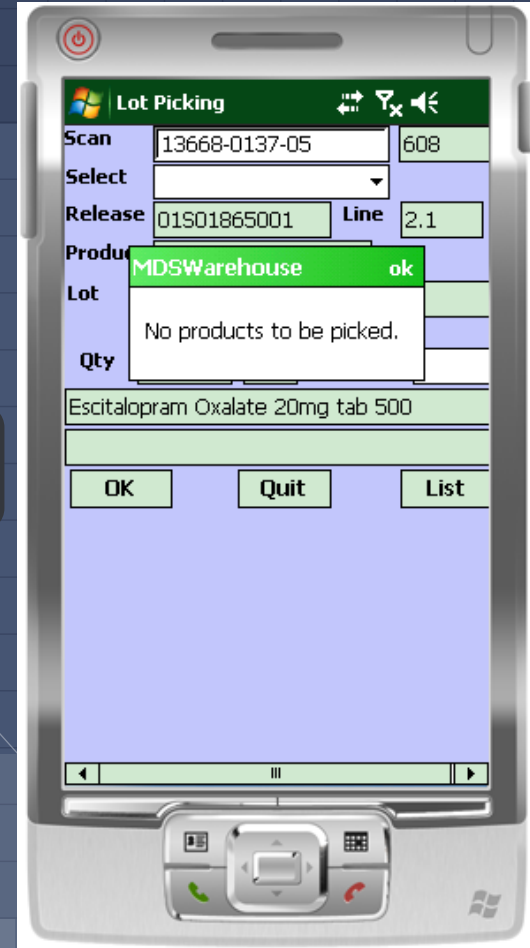 Lot Picking
Scan 13668-0137-05 608
Select
Release 01S01865001 Line 2.1
Produc
MDSWarehouse ok
Lot
No products to be picked.
Qty
Escitalopram Oxalate 20mg tab 500
OK Quit List